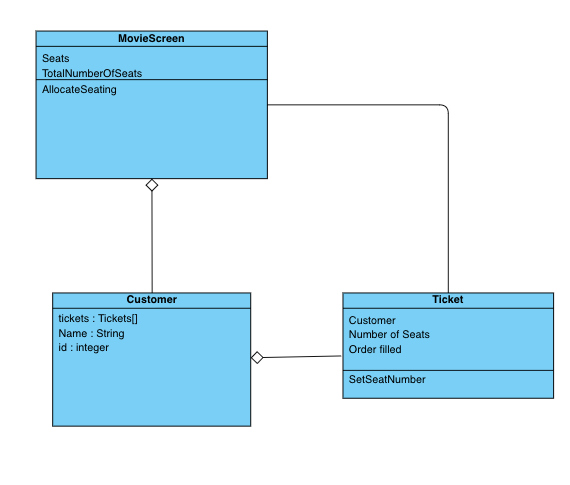 MovieScreen
Seats
TotalNumberOfSeats
AllocateSeating
Customer
tickets : Tickets[]
Name : String
id : integer
Ticket
Customer
Number of Seats
Order filled
SetSeatNumber